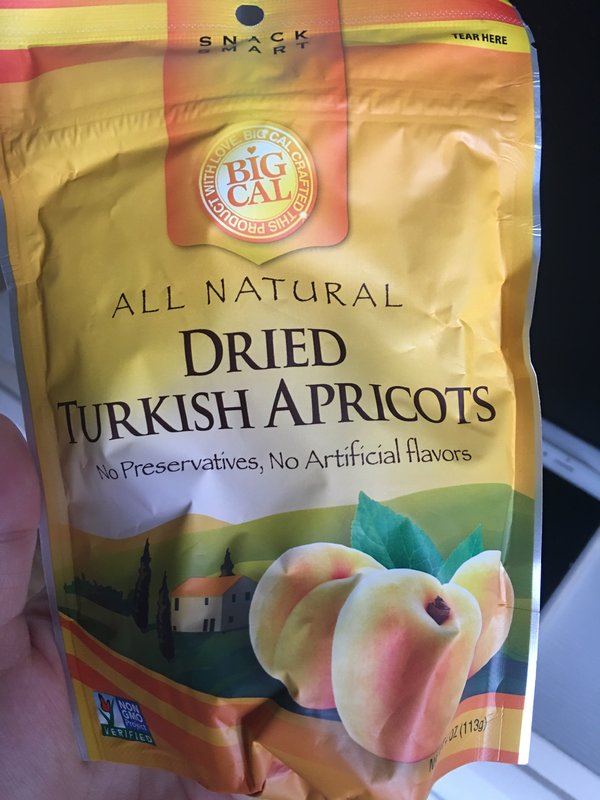 SNACK
SMART
TEAR HERE
BIG CAL CRAFTED THIS PRODUCT WITH LOVE
BIG
CAL
ALL NATURAL
DRIED
TURKISH APRICOTS
No Preservatives, No Artificial flavors
NON
GMO
Project
VERIFIED
OZ (113g)